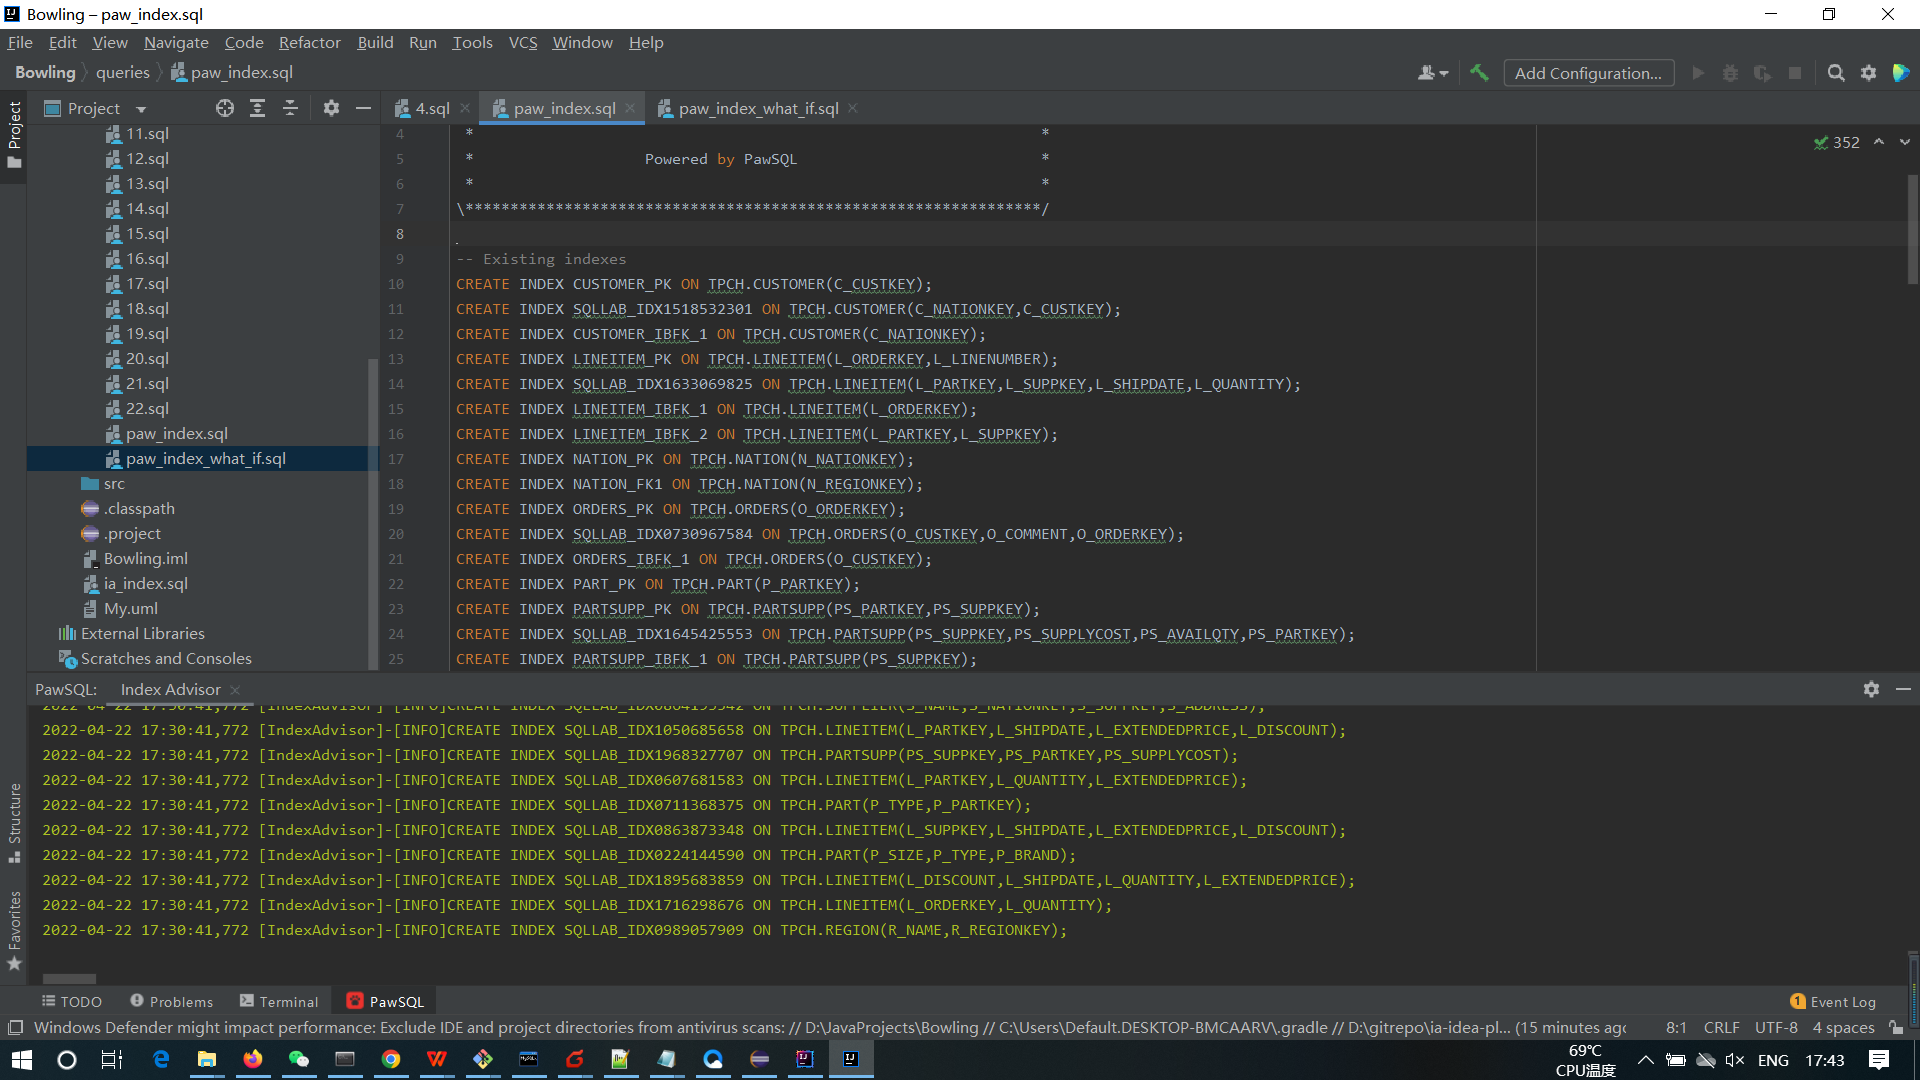 Bowling – paw_index.sql
File Edit View Navigate Code Refactor Build Run Tools VCS Window Help
Bowling queries paw_index.sql
Add Configuration...
Project
Project
11.sql
12.sql
13.sql
14.sql
15.sql
16.sql
17.sql
18.sql
19.sql
20.sql
21.sql
22.sql
paw_index.sql
paw_index_what_if.sql
src
.classpath
.project
Bowling.iml
ia_index.sql
My.uml
External Libraries
Scratches and Consoles
4.sql paw_index.sql paw_index_what_if.sql
352
4 * *
5 * Powered by PawSQL *
6 * *
7 \****************************************************************/
8 .
9 -- Existing indexes
10 CREATE INDEX CUSTOMER_PK ON TPCH.CUSTOMER(C_CUSTKEY);
11 CREATE INDEX SQLLAB_IDX1518532301 ON TPCH.CUSTOMER(C_NATIONKEY,C_CUSTKEY);
12 CREATE INDEX CUSTOMER_IBFK_1 ON TPCH.CUSTOMER(C_NATIONKEY);
13 CREATE INDEX LINEITEM_PK ON TPCH.LINEITEM(L_ORDERKEY,L_LINENUMBER);
14 CREATE INDEX SQLLAB_IDX1633069825 ON TPCH.LINEITEM(L_PARTKEY,L_SUPPKEY,L_SHIPDATE,L_QUANTITY);
15 CREATE INDEX LINEITEM_IBFK_1 ON TPCH.LINEITEM(L_ORDERKEY);
16 CREATE INDEX LINEITEM_IBFK_2 ON TPCH.LINEITEM(L_PARTKEY,L_SUPPKEY);
17 CREATE INDEX NATION_PK ON TPCH.NATION(N_NATIONKEY);
18 CREATE INDEX NATION_FK1 ON TPCH.NATION(N_REGIONKEY);
19 CREATE INDEX ORDERS_PK ON TPCH.ORDERS(O_ORDERKEY);
20 CREATE INDEX SQLLAB_IDX0730967584 ON TPCH.ORDERS(O_CUSTKEY,O_COMMENT,O_ORDERKEY);
21 CREATE INDEX ORDERS_IBFK_1 ON TPCH.ORDERS(O_CUSTKEY);
22 CREATE INDEX PART_PK ON TPCH.PART(P_PARTKEY);
23 CREATE INDEX PARTSUPP_PK ON TPCH.PARTSUPP(PS_PARTKEY,PS_SUPPKEY);
24 CREATE INDEX SQLLAB_IDX1645425553 ON TPCH.PARTSUPP(PS_SUPPKEY,PS_SUPPLYCOST,PS_AVAILQTY,PS_PARTKEY);
25 CREATE INDEX PARTSUPP_IBFK_1 ON TPCH.PARTSUPP(PS_SUPPKEY);
PawSQL: Index Advisor
2022-04-22 17:30:41,772 [IndexAdvisor]-[INFO]CREATE INDEX ON TPCH.SUPPLIER(S_NAME,S_NATIONKEY,S_SUPPKEY,S_ADDRESS);
2022-04-22 17:30:41,772 [IndexAdvisor]-[INFO]CREATE INDEX SQLLAB_IDX1050685658 ON TPCH.LINEITEM(L_PARTKEY,L_SHIPDATE,L_EXTENDEDPRICE,L_DISCOUNT);
2022-04-22 17:30:41,772 [IndexAdvisor]-[INFO]CREATE INDEX SQLLAB_IDX1968327707 ON TPCH.PARTSUPP(PS_SUPPKEY,PS_PARTKEY,PS_SUPPLYCOST);
2022-04-22 17:30:41,772 [IndexAdvisor]-[INFO]CREATE INDEX SQLLAB_IDX0607681583 ON TPCH.LINEITEM(L_PARTKEY,L_QUANTITY,L_EXTENDEDPRICE);
2022-04-22 17:30:41,772 [IndexAdvisor]-[INFO]CREATE INDEX SQLLAB_IDX0711368375 ON TPCH.PART(P_TYPE,P_PARTKEY);
2022-04-22 17:30:41,772 [IndexAdvisor]-[INFO]CREATE INDEX SQLLAB_IDX0863873348 ON TPCH.LINEITEM(L_SUPPKEY,L_SHIPDATE,L_EXTENDEDPRICE,L_DISCOUNT);
2022-04-22 17:30:41,772 [IndexAdvisor]-[INFO]CREATE INDEX SQLLAB_IDX0224144590 ON TPCH.PART(P_SIZE,P_TYPE,P_BRAND);
2022-04-22 17:30:41,772 [IndexAdvisor]-[INFO]CREATE INDEX SQLLAB_IDX1895683859 ON TPCH.LINEITEM(L_DISCOUNT,L_SHIPDATE,L_QUANTITY,L_EXTENDEDPRICE);
2022-04-22 17:30:41,772 [IndexAdvisor]-[INFO]CREATE INDEX SQLLAB_IDX1716298676 ON TPCH.LINEITEM(L_ORDERKEY,L_QUANTITY);
2022-04-22 17:30:41,772 [IndexAdvisor]-[INFO]CREATE INDEX SQLLAB_IDX0989057909 ON TPCH.REGION(R_NAME,R_REGIONKEY);
Structure
Favorites
TODO Problems Terminal PawSQL
1 Event Log
Windows Defender might impact performance: Exclude IDE and project directories from antivirus scans: // D:\JavaProjects\Bowling // C:\Users\Default.DESKTOP-BMCAARV\.gradle // D:\gitrepo\ia-idea-pl... (15 minutes ago
8:1 CRLF UTF-8 4 spaces
69℃
CPU温度
ENG 17:43